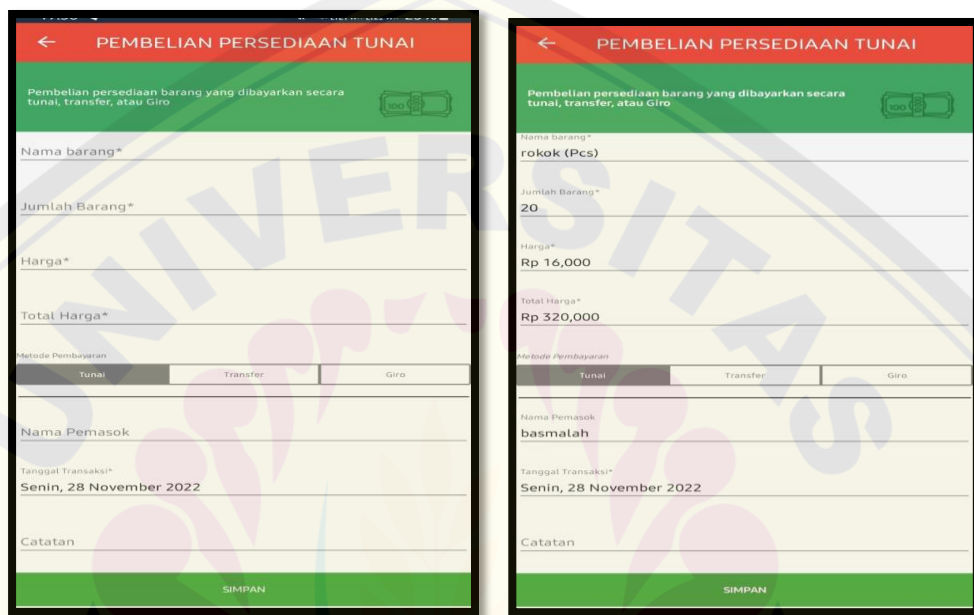 PEMBELIAN PERSEDIAAN TUNAI
Pembelian persediaan barang yang dibayarkan secara
tunai, transfer, atau Giro
100
Nama barang*
Jumlah Barang*
Harga*
Total Harga*
Metode Pembayaran
Tunai Transfer Giro
Nama Pemasok
Tanggal Transaksi*
Senin, 28 November 2022
Catatan
SIMPAN
PEMBELIAN PERSEDIAAN TUNAI
Pembelian persediaan barang yang dibayarkan secara
tunai, transfer, atau Giro
100
Nama barang*
rokok (Pcs)
Jumlah Barang*
20
Harga*
Rp 16,000
Total Harga*
Rp 320,000
Metode Pembayaran
Tunai Transfer Giro
Nama Pemasok
basmalah
Tanggal Transaksi*
Senin, 28 November 2022
Catatan
SIMPAN
UNIVERSITAS